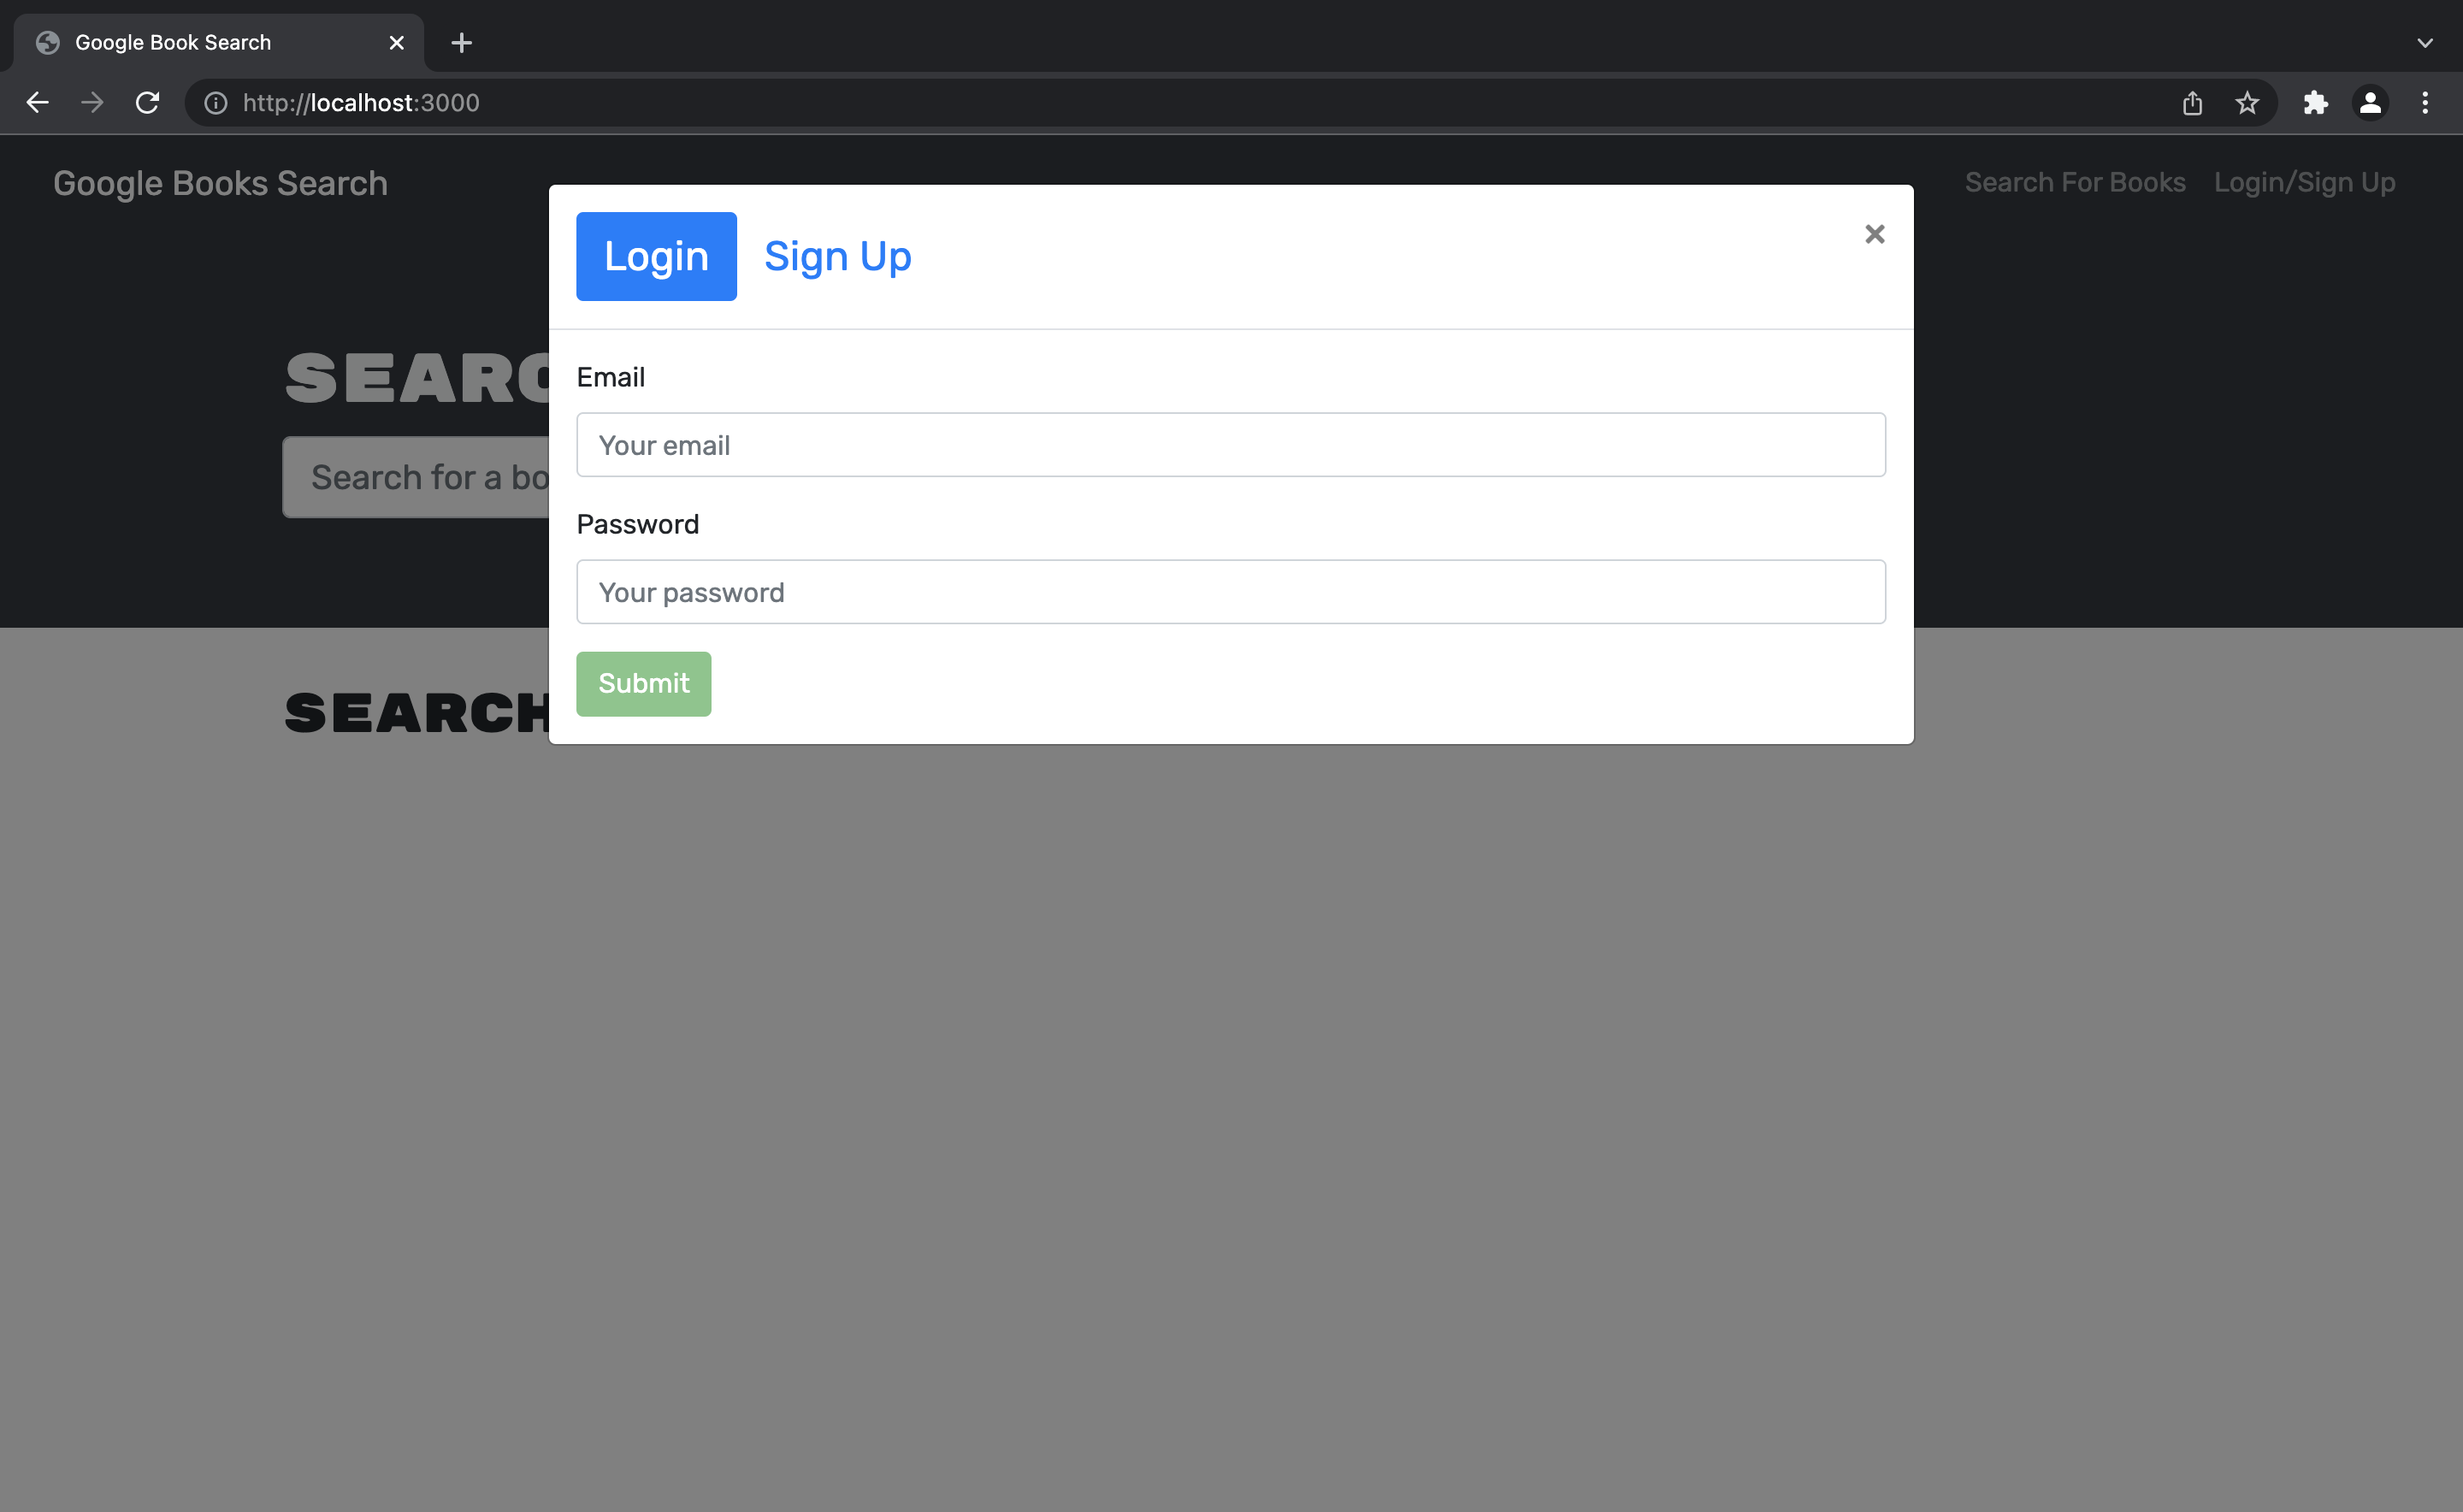 Google Book Search
http://localhost:3000
Google Books Search
Search For Books
Login/Sign Up
Login
Sign Up
SEARC
Search for a bo
Email
Your email
Password
Your password
Submit
SEARCH